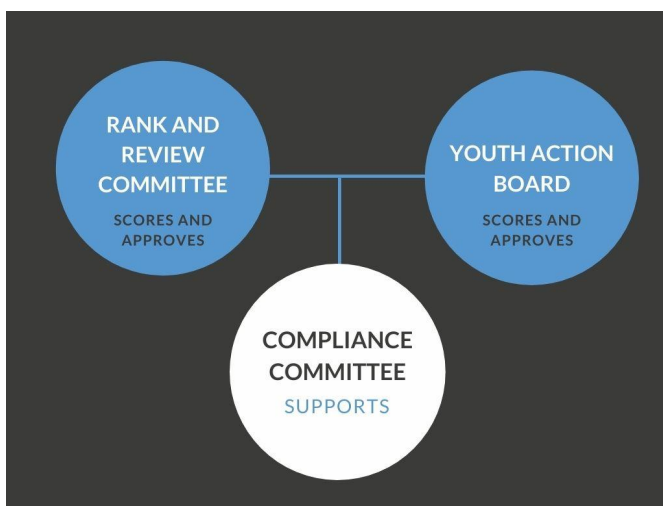 RANK AND
REVIEW
COMMITTEE
SCORES AND
APPROVES
YOUTH ACTION
BOARD
SCORES AND
APPROVES
COMPLIANCE
COMMITTEE
SUPPORTS